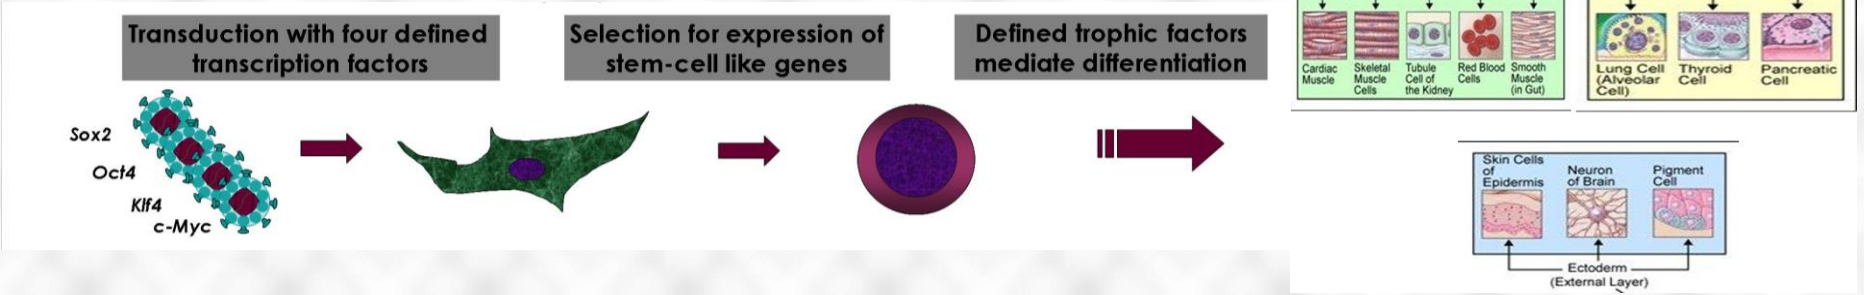 Transduction with four defined
transcription factors
Selection for expression of
stem-cell like genes
Defined trophic factors
mediate differentiation
Sox2
Oct4
Klf4
c-Myc
Cardiac
Muscle
Skeletal
Muscle
Cells
Tubule
Cell of
the Kidney
Red Blood
Cells
Smooth
Muscle
(in Gut)
Lung Cell
(Alveolar
Cell)
Thyroid
Cell
Pancreatic
Cell
Skin Cells
of
Epidermis
Neuron
of Brain
Pigment
Cell
Ectoderm
(External Layer)